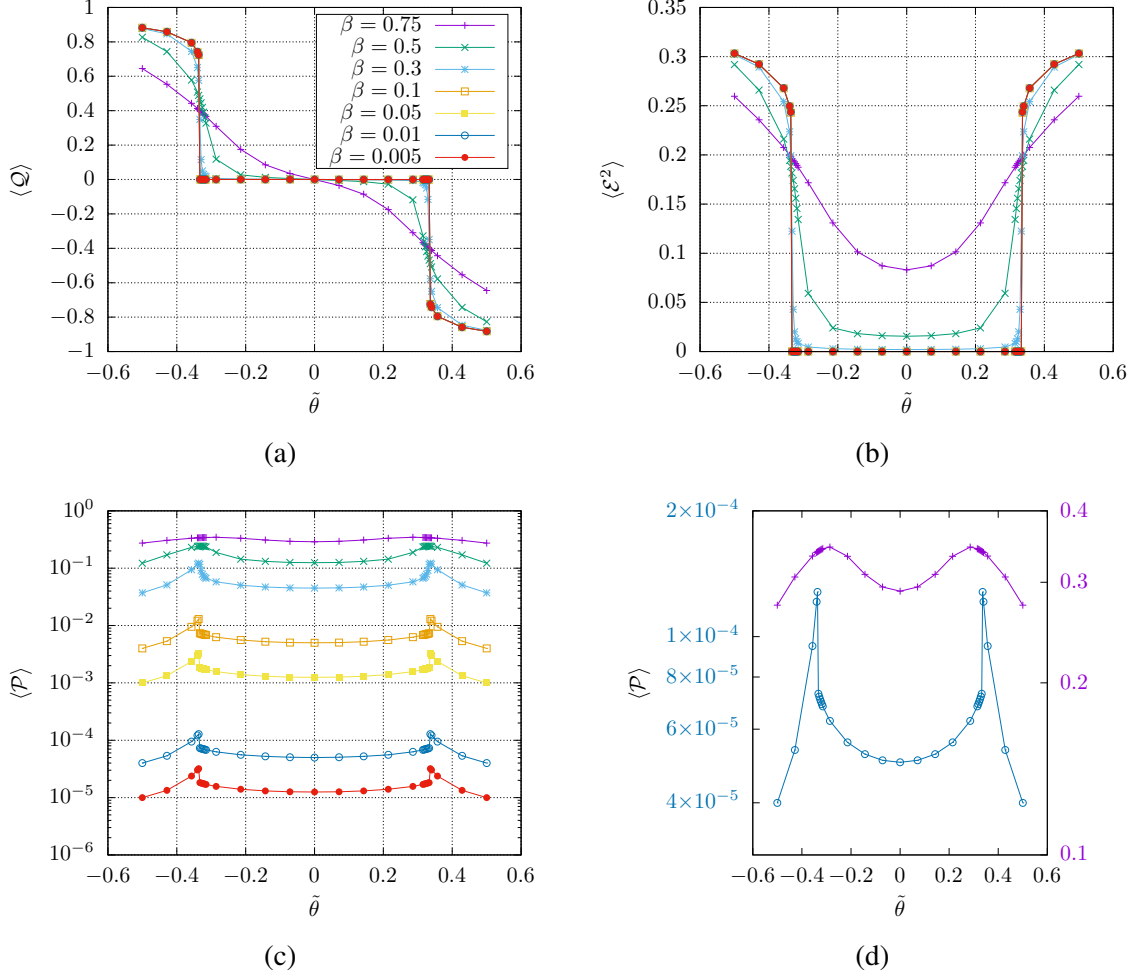 1
0.8
0.6
0.4
0.2
0
−0.2
−0.4
−0.6
−0.8
−1
⟨Q⟩
β = 0.75
β = 0.5
β = 0.3
β = 0.1
β = 0.05
β = 0.01
β = 0.005
−0.6 −0.4 −0.2 0 0.2 0.4 0.6
θ̃
(a)
0.35
0.3
0.25
0.2
0.15
0.1
0.05
0
⟨ℰ²⟩
−0.6 −0.4 −0.2 0 0.2 0.4 0.6
θ̃
(b)
10⁰
10⁻¹
10⁻²
10⁻³
10⁻⁴
10⁻⁵
10⁻⁶
⟨P⟩
−0.6 −0.4 −0.2 0 0.2 0.4 0.6
θ̃
(c)
2×10⁻⁴
1×10⁻⁴
8×10⁻⁵
6×10⁻⁵
4×10⁻⁵
⟨P⟩
0.4
0.3
0.2
0.1
−0.6 −0.4 −0.2 0 0.2 0.4 0.6
θ̃
(d)